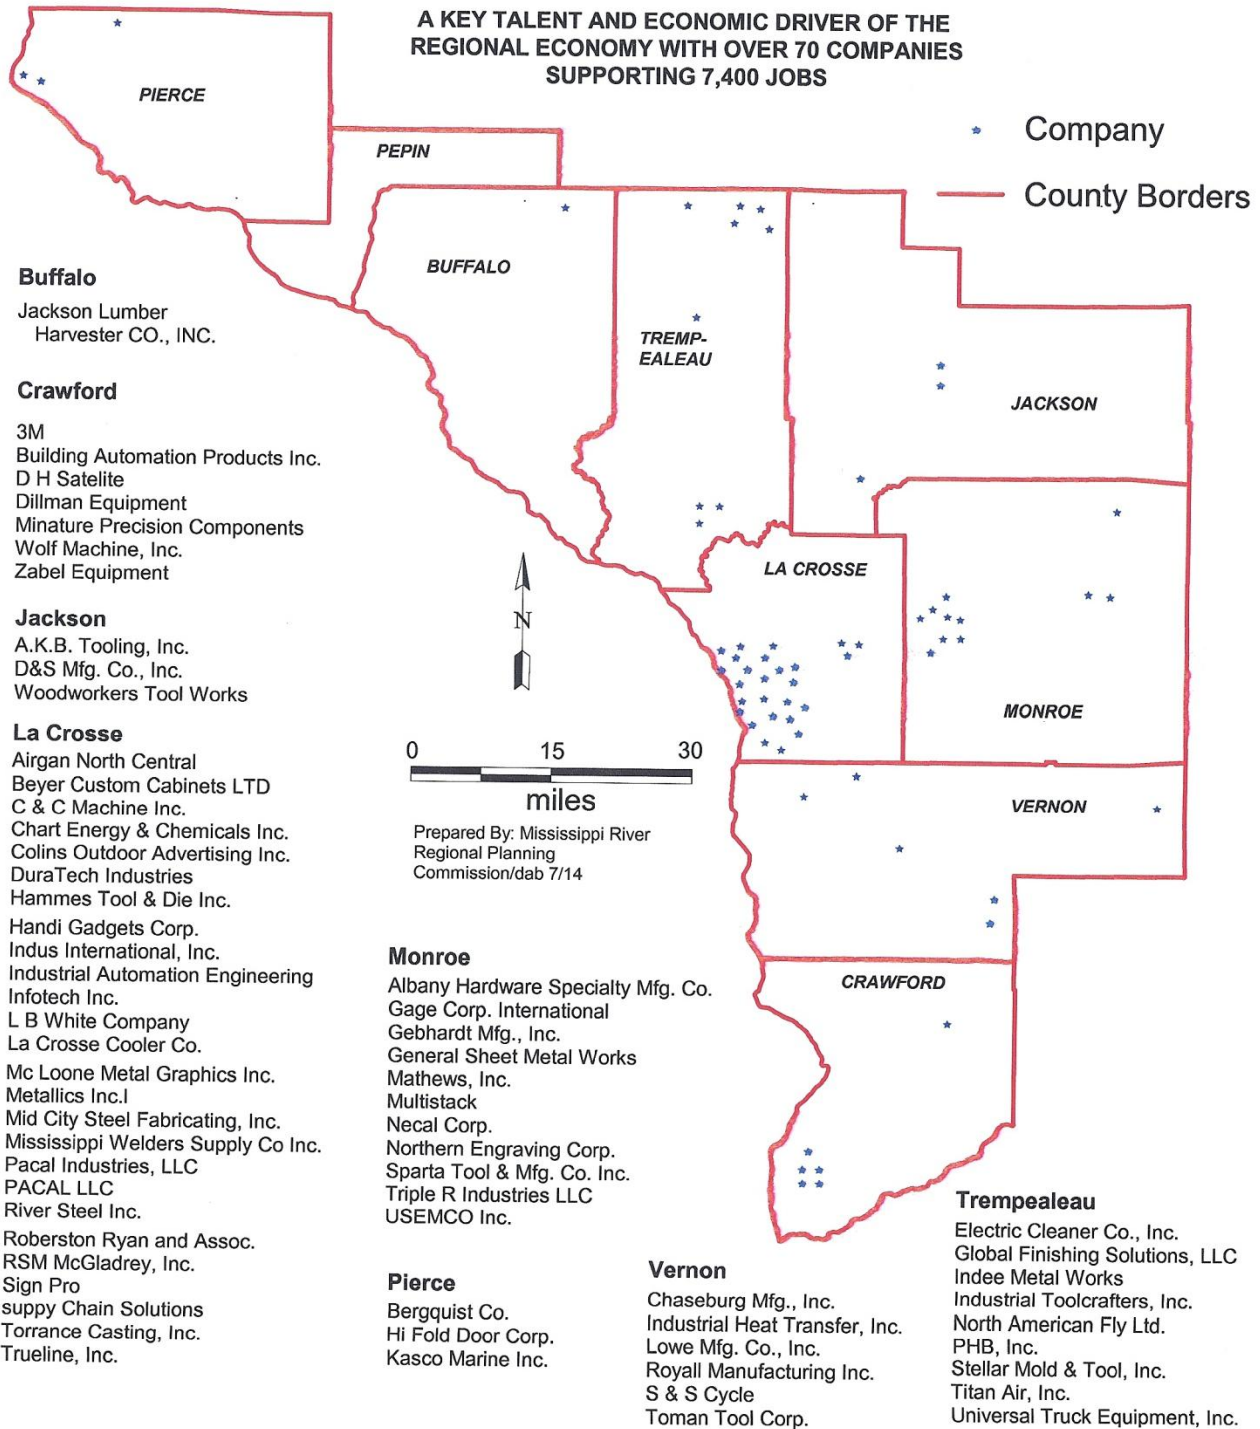 A KEY TALENT AND ECONOMIC DRIVER OF THE
REGIONAL ECONOMY WITH OVER 70 COMPANIES
SUPPORTING 7,400 JOBS
Company
County Borders
PIERCE
PEPIN
BUFFALO
TREMP-
EALEAU
JACKSON
LA CROSSE
MONROE
VERNON
CRAWFORD
N
0 15 30
miles
Prepared By: Mississippi River
Regional Planning
Commission/dab 7/14
Buffalo
Jackson Lumber
Harvester CO., INC.
Crawford
3M
Building Automation Products Inc.
D H Satelite
Dillman Equipment
Minature Precision Components
Wolf Machine, Inc.
Zabel Equipment
Jackson
A.K.B. Tooling, Inc.
D&S Mfg. Co., Inc.
Woodworkers Tool Works
La Crosse
Airgan North Central
Beyer Custom Cabinets LTD
C & C Machine Inc.
Chart Energy & Chemicals Inc.
Colins Outdoor Advertising Inc.
DuraTech Industries
Hammes Tool & Die Inc.
Handi Gadgets Corp.
Indus International, Inc.
Industrial Automation Engineering
Infotech Inc.
L B White Company
La Crosse Cooler Co.
Mc Loone Metal Graphics Inc.
Metallics Inc.l
Mid City Steel Fabricating, Inc.
Mississippi Welders Supply Co Inc.
Pacal Industries, LLC
PACAL LLC
River Steel Inc.
Roberston Ryan and Assoc.
RSM McGladrey, Inc.
Sign Pro
suppy Chain Solutions
Torrance Casting, Inc.
Trueline, Inc.
Monroe
Albany Hardware Specialty Mfg. Co.
Gage Corp. International
Gebhardt Mfg., Inc.
General Sheet Metal Works
Mathews, Inc.
Multistack
Necal Corp.
Northern Engraving Corp.
Sparta Tool & Mfg. Co. Inc.
Triple R Industries LLC
USEMCO Inc.
Pierce
Bergquist Co.
Hi Fold Door Corp.
Kasco Marine Inc.
Vernon
Chaseburg Mfg., Inc.
Industrial Heat Transfer, Inc.
Lowe Mfg. Co., Inc.
Royall Manufacturing Inc.
S & S Cycle
Toman Tool Corp.
Trempealeau
Electric Cleaner Co., Inc.
Global Finishing Solutions, LLC
Indee Metal Works
Industrial Toolcrafters, Inc.
North American Fly Ltd.
PHB, Inc.
Stellar Mold & Tool, Inc.
Titan Air, Inc.
Universal Truck Equipment, Inc.